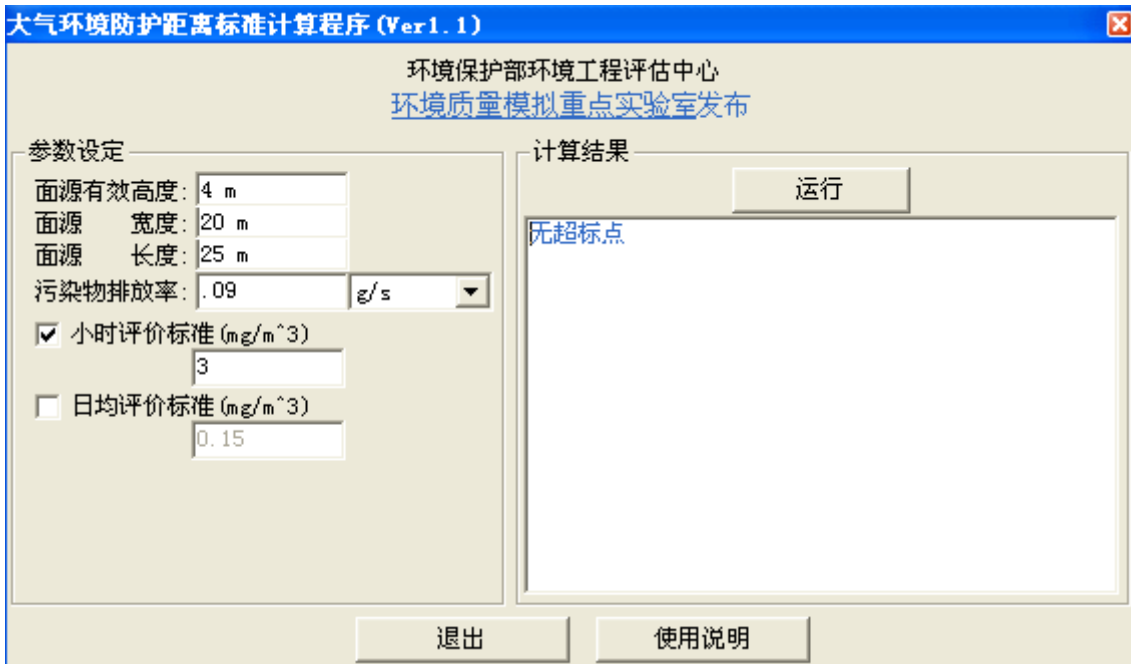 大气环境防护距离标准计算程序(Ver1.1)
环境保护部环境工程评估中心
环境质量模拟重点实验室发布
参数设定
面源有效高度: 4 m
面源 宽度: 20 m
面源 长度: 25 m
污染物排放率: .09 g/s
小时评价标准(mg/m^3)
3
日均评价标准(mg/m^3)
0.15
计算结果
运行
无超标点
退出
使用说明